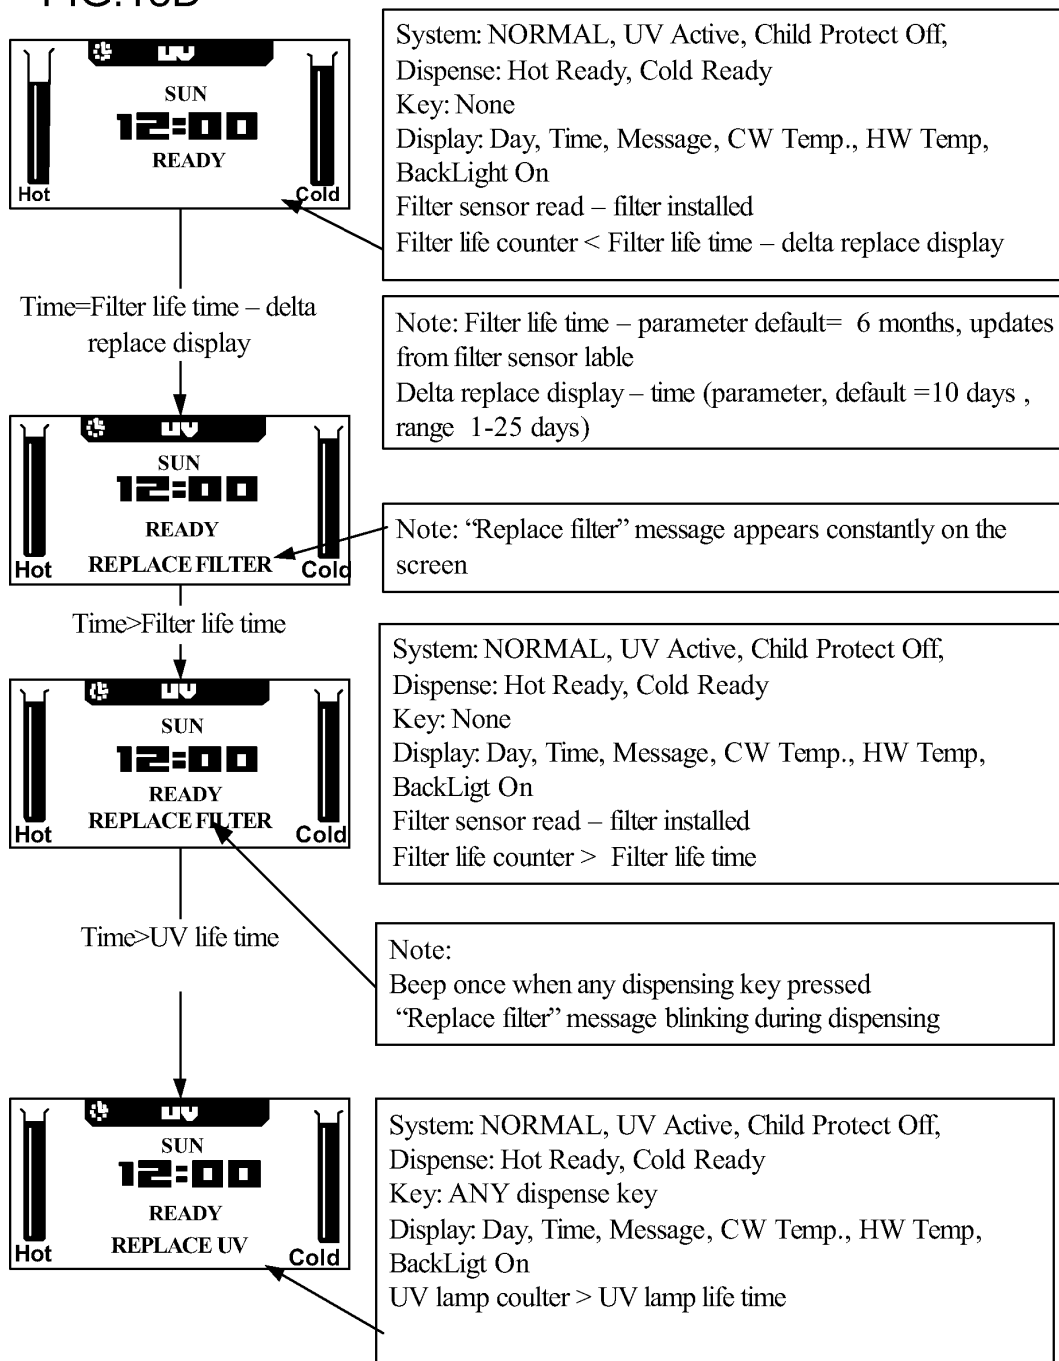 System: NORMAL, UV Active, Child Protect Off,
Dispense: Hot Ready, Cold Ready
Key: None
Display: Day, Time, Message, CW Temp., HW Temp,
BackLight On
Filter sensor read – filter installed
Filter life counter < Filter life time – delta replace display
UV
SUN
12:00
READY
Hot
Cold
Time=Filter life time – delta
replace display
Note: Filter life time – parameter default= 6 months, updates
from filter sensor lable
Delta replace display – time (parameter, default =10 days ,
range 1-25 days)
UV
SUN
12:00
READY
REPLACE FILTER
Hot
Cold
Note: “Replace filter” message appears constantly on the
screen
Time>Filter life time
System: NORMAL, UV Active, Child Protect Off,
Dispense: Hot Ready, Cold Ready
Key: None
Display: Day, Time, Message, CW Temp., HW Temp,
BackLigt On
Filter sensor read – filter installed
Filter life counter > Filter life time
UV
SUN
12:00
READY
REPLACE FILTER
Hot
Cold
Time>UV life time
Note:
Beep once when any dispensing key pressed
“Replace filter” message blinking during dispensing
UV
SUN
12:00
READY
REPLACE UV
Hot
Cold
System: NORMAL, UV Active, Child Protect Off,
Dispense: Hot Ready, Cold Ready
Key: ANY dispense key
Display: Day, Time, Message, CW Temp., HW Temp,
BackLigt On
UV lamp coulter > UV lamp life time